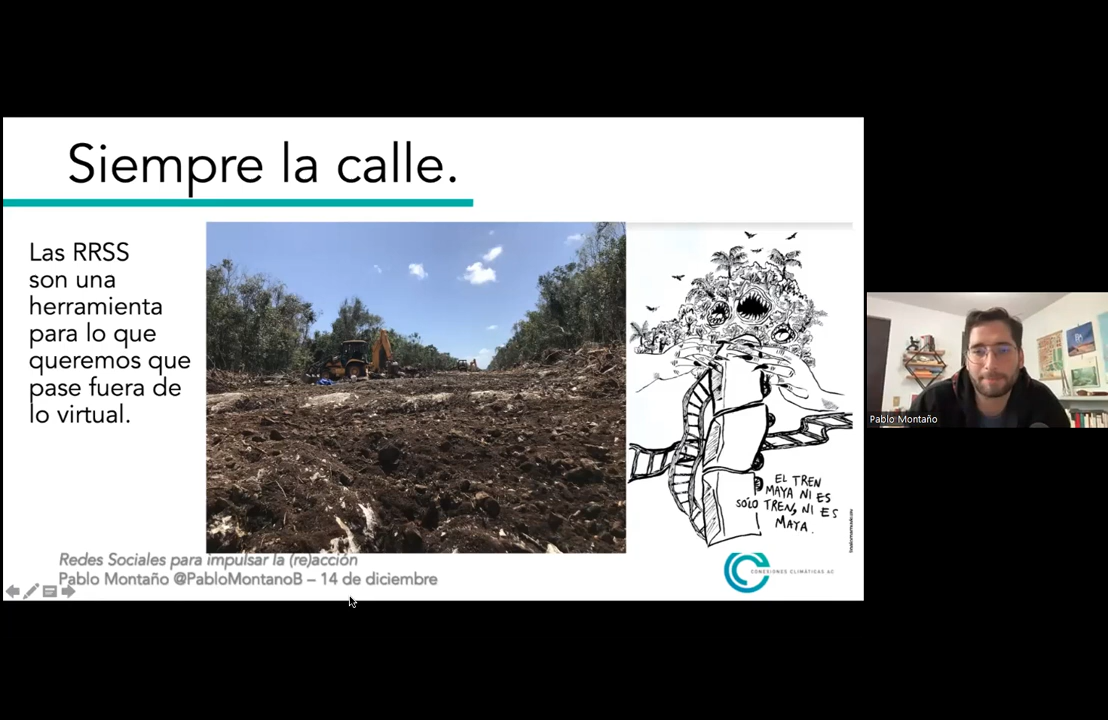 Siempre la calle.
Las RRSS
son una
herramienta
para lo que
queremos que
pase fuera de
lo virtual.
EL TREN
MAYA NI ES
SÓLO TREN, NI ES
MAYA.
Redes Sociales para impulsar la (re)acción
Pablo Montaño @PabloMontanoB – 14 de diciembre
CONEXIONES CLIMÁTICAS AC
Pablo Montaño